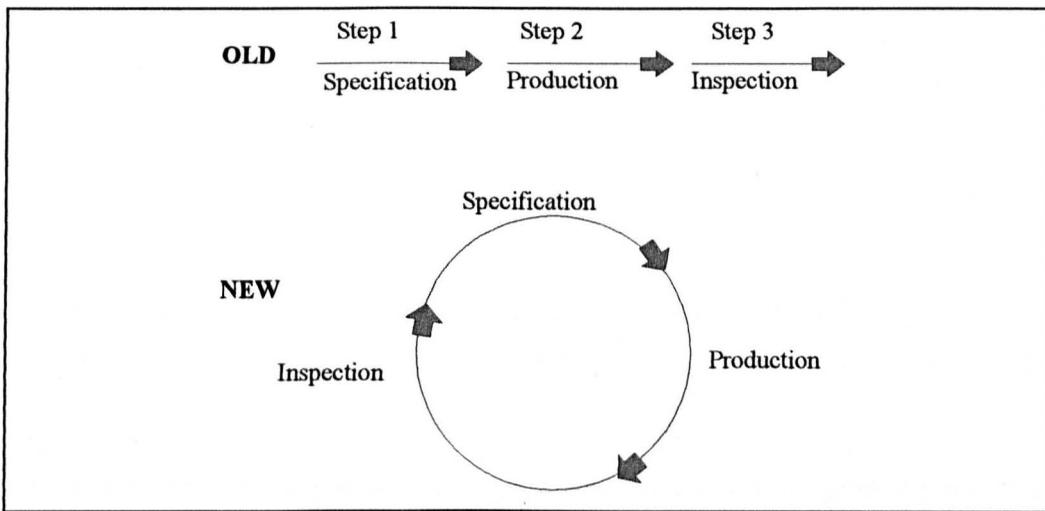 Step 1 Step 2 Step 3
OLD
Specification Production Inspection
Specification
NEW
Production
Inspection